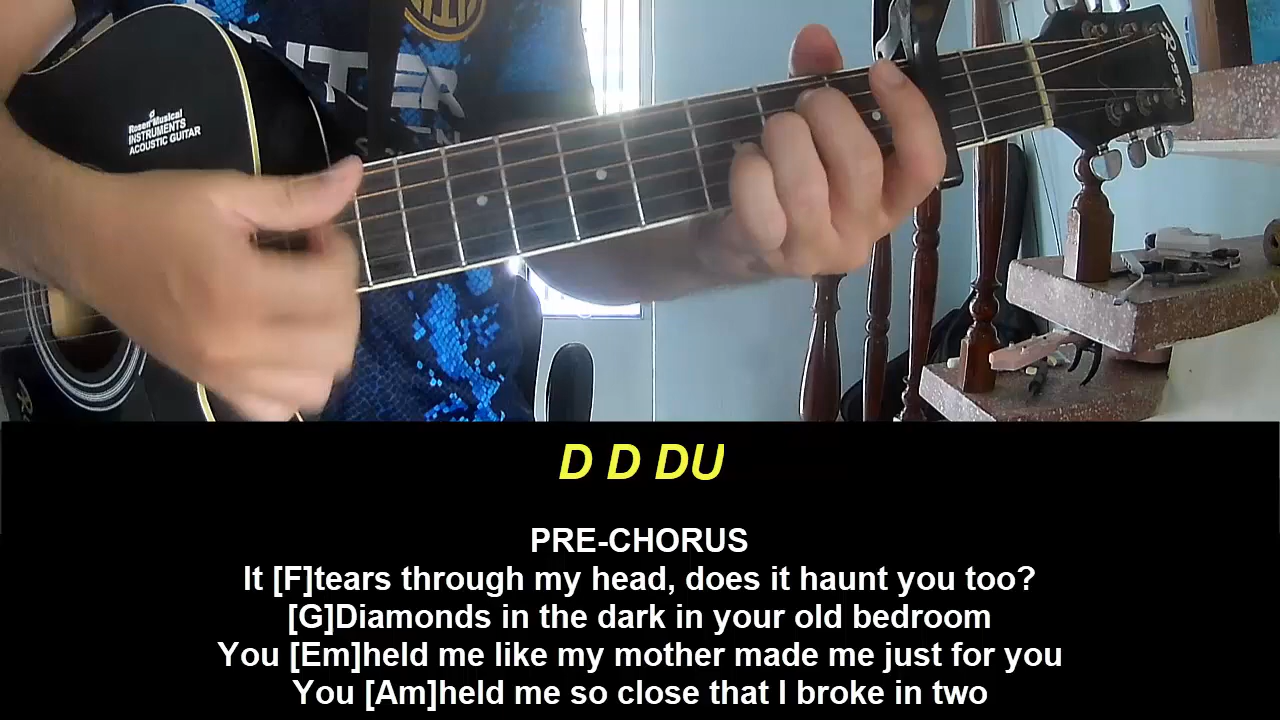 INTER
Rosen Musical
INSTRUMENTS
ACOUSTIC GUITAR
Rosen
D D DU
PRE-CHORUS
It [F]tears through my head, does it haunt you too?
[G]Diamonds in the dark in your old bedroom
You [Em]held me like my mother made me just for you
You [Am]held me so close that I broke in two